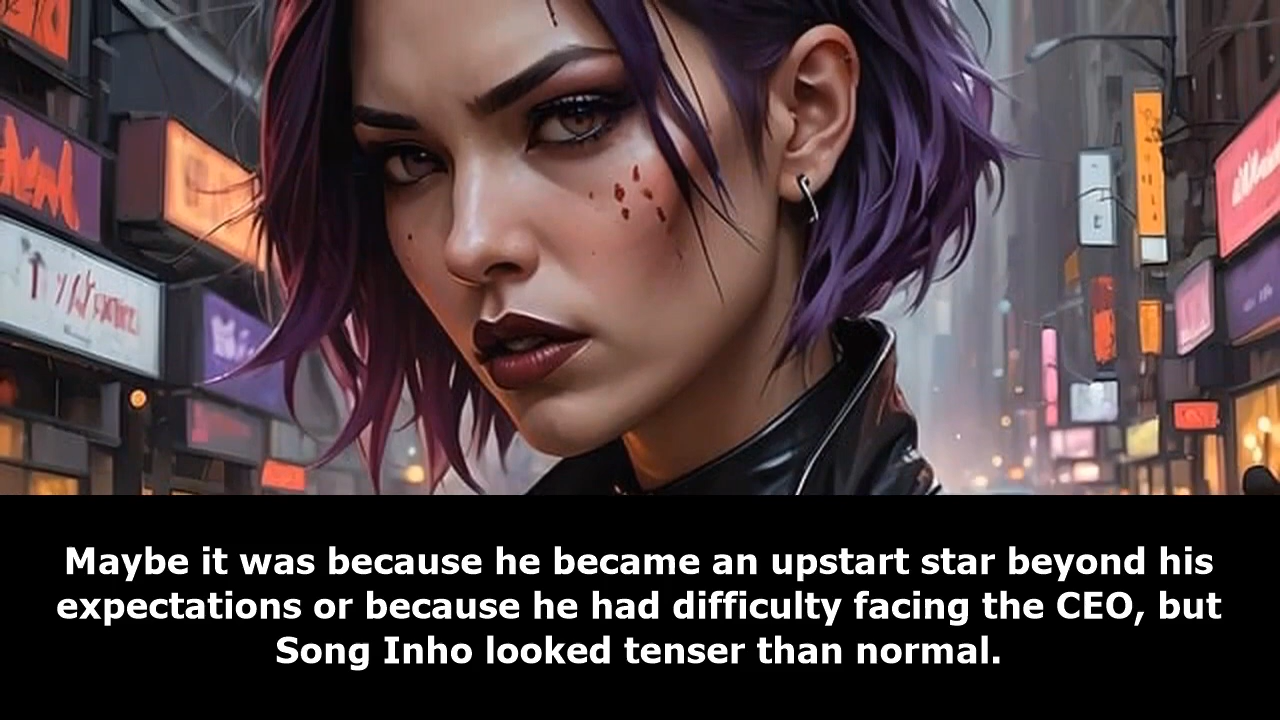 Maybe it was because he became an upstart star beyond his
expectations or because he had difficulty facing the CEO, but
Song Inho looked tenser than normal.